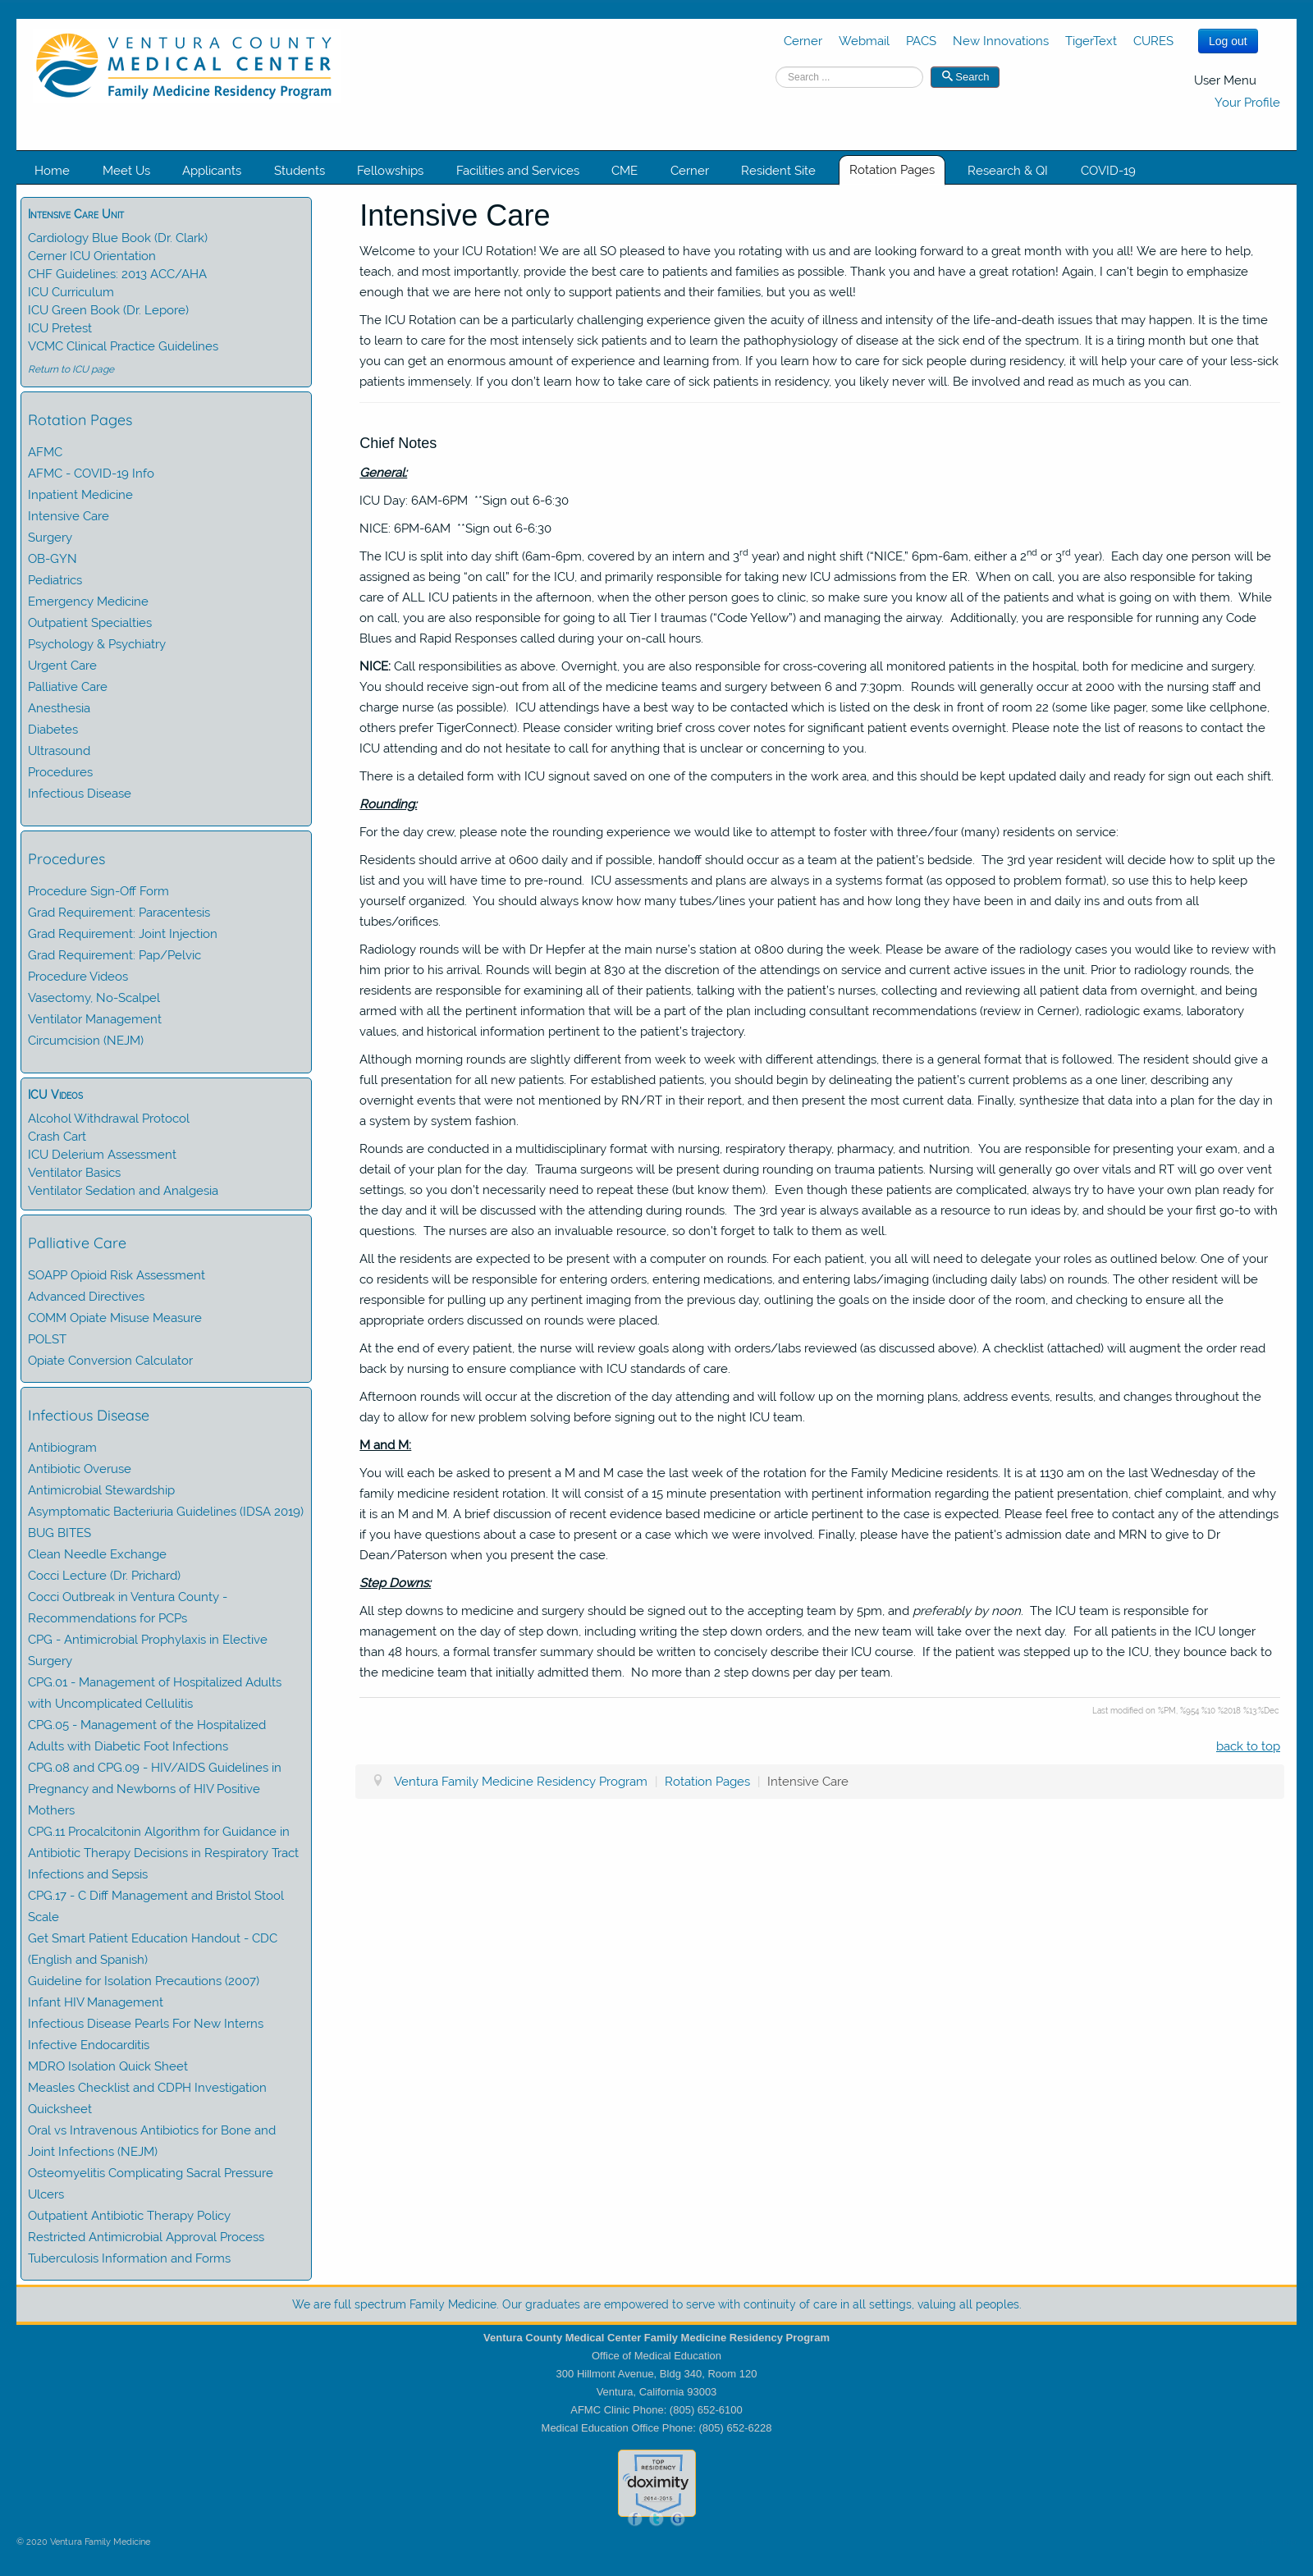 VENTURA COUNTY
MEDICAL CENTER
Family Medicine Residency Program
Cerner Webmail PACS New Innovations TigerText CURES Log out
Search ... Search
User Menu
Your Profile
Home Meet Us Applicants Students Fellowships Facilities and Services CME Cerner Resident Site Rotation Pages Research & QI COVID-19
Intensive Care Unit
Cardiology Blue Book (Dr. Clark)
Cerner ICU Orientation
CHF Guidelines: 2013 ACC/AHA
ICU Curriculum
ICU Green Book (Dr. Lepore)
ICU Pretest
VCMC Clinical Practice Guidelines
Return to ICU page
Rotation Pages
AFMC
AFMC - COVID-19 Info
Inpatient Medicine
Intensive Care
Surgery
OB-GYN
Pediatrics
Emergency Medicine
Outpatient Specialties
Psychology & Psychiatry
Urgent Care
Palliative Care
Anesthesia
Diabetes
Ultrasound
Procedures
Infectious Disease
Procedures
Procedure Sign-Off Form
Grad Requirement: Paracentesis
Grad Requirement: Joint Injection
Grad Requirement: Pap/Pelvic
Procedure Videos
Vasectomy, No-Scalpel
Ventilator Management
Circumcision (NEJM)
ICU Videos
Alcohol Withdrawal Protocol
Crash Cart
ICU Delerium Assessment
Ventilator Basics
Ventilator Sedation and Analgesia
Palliative Care
SOAPP Opioid Risk Assessment
Advanced Directives
COMM Opiate Misuse Measure
POLST
Opiate Conversion Calculator
Infectious Disease
Antibiogram
Antibiotic Overuse
Antimicrobial Stewardship
Asymptomatic Bacteriuria Guidelines (IDSA 2019)
BUG BITES
Clean Needle Exchange
Cocci Lecture (Dr. Prichard)
Cocci Outbreak in Ventura County -
Recommendations for PCPs
CPG - Antimicrobial Prophylaxis in Elective
Surgery
CPG.01 - Management of Hospitalized Adults
with Uncomplicated Cellulitis
CPG.05 - Management of the Hospitalized
Adults with Diabetic Foot Infections
CPG.08 and CPG.09 - HIV/AIDS Guidelines in
Pregnancy and Newborns of HIV Positive
Mothers
CPG.11 Procalcitonin Algorithm for Guidance in
Antibiotic Therapy Decisions in Respiratory Tract
Infections and Sepsis
CPG.17 - C Diff Management and Bristol Stool
Scale
Get Smart Patient Education Handout - CDC
(English and Spanish)
Guideline for Isolation Precautions (2007)
Infant HIV Management
Infectious Disease Pearls For New Interns
Infective Endocarditis
MDRO Isolation Quick Sheet
Measles Checklist and CDPH Investigation
Quicksheet
Oral vs Intravenous Antibiotics for Bone and
Joint Infections (NEJM)
Osteomyelitis Complicating Sacral Pressure
Ulcers
Outpatient Antibiotic Therapy Policy
Restricted Antimicrobial Approval Process
Tuberculosis Information and Forms
Intensive Care
Welcome to your ICU Rotation! We are all SO pleased to have you rotating with us and are looking forward to a great month with you all! We are here to help,
teach, and most importantly, provide the best care to patients and families as possible. Thank you and have a great rotation! Again, I can't begin to emphasize
enough that we are here not only to support patients and their families, but you as well!
The ICU Rotation can be a particularly challenging experience given the acuity of illness and intensity of the life-and-death issues that may happen. It is the time
to learn to care for the most intensely sick patients and to learn the pathophysiology of disease at the sick end of the spectrum. It is a tiring month but one that
you can get an enormous amount of experience and learning from. If you learn how to care for sick people during residency, it will help your care of your less-sick
patients immensely. If you don't learn how to take care of sick patients in residency, you likely never will. Be involved and read as much as you can.
Chief Notes
General:
ICU Day: 6AM-6PM **Sign out 6-6:30
NICE: 6PM-6AM **Sign out 6-6:30
The ICU is split into day shift (6am-6pm, covered by an intern and 3rd year) and night shift ("NICE," 6pm-6am, either a 2nd or 3rd year). Each day one person will be
assigned as being "on call" for the ICU, and primarily responsible for taking new ICU admissions from the ER. When on call, you are also responsible for taking
care of ALL ICU patients in the afternoon, when the other person goes to clinic, so make sure you know all of the patients and what is going on with them. While
on call, you are also responsible for going to all Tier I traumas ("Code Yellow") and managing the airway. Additionally, you are responsible for running any Code
Blues and Rapid Responses called during your on-call hours.
NICE: Call responsibilities as above. Overnight, you are also responsible for cross-covering all monitored patients in the hospital, both for medicine and surgery.
You should receive sign-out from all of the medicine teams and surgery between 6 and 7:30pm. Rounds will generally occur at 2000 with the nursing staff and
charge nurse (as possible). ICU attendings have a best way to be contacted which is listed on the desk in front of room 22 (some like pager, some like cellphone,
others prefer TigerConnect). Please consider writing brief cross cover notes for significant patient events overnight. Please note the list of reasons to contact the
ICU attending and do not hesitate to call for anything that is unclear or concerning to you.
There is a detailed form with ICU signout saved on one of the computers in the work area, and this should be kept updated daily and ready for sign out each shift.
Rounding:
For the day crew, please note the rounding experience we would like to attempt to foster with three/four (many) residents on service:
Residents should arrive at 0600 daily and if possible, handoff should occur as a team at the patient's bedside. The 3rd year resident will decide how to split up the
list and you will have time to pre-round. ICU assessments and plans are always in a systems format (as opposed to problem format), so use this to help keep
yourself organized. You should always know how many tubes/lines your patient has and how long they have been in and daily ins and outs from all
tubes/orifices.
Radiology rounds will be with Dr Hepfer at the main nurse's station at 0800 during the week. Please be aware of the radiology cases you would like to review with
him prior to his arrival. Rounds will begin at 830 at the discretion of the attendings on service and current active issues in the unit. Prior to radiology rounds, the
residents are responsible for examining all of their patients, talking with the patient's nurses, collecting and reviewing all patient data from overnight, and being
armed with all the pertinent information that will be a part of the plan including consultant recommendations (review in Cerner), radiologic exams, laboratory
values, and historical information pertinent to the patient's trajectory.
Although morning rounds are slightly different from week to week with different attendings, there is a general format that is followed. The resident should give a
full presentation for all new patients. For established patients, you should begin by delineating the patient's current problems as a one liner, describing any
overnight events that were not mentioned by RN/RT in their report, and then present the most current data. Finally, synthesize that data into a plan for the day in
a system by system fashion.
Rounds are conducted in a multidisciplinary format with nursing, respiratory therapy, pharmacy, and nutrition. You are responsible for presenting your exam, and a
detail of your plan for the day. Trauma surgeons will be present during rounding on trauma patients. Nursing will generally go over vitals and RT will go over vent
settings, so you don't necessarily need to repeat these (but know them). Even though these patients are complicated, always try to have your own plan ready for
the day and it will be discussed with the attending during rounds. The 3rd year is always available as a resource to run ideas by, and should be your first go-to with
questions. The nurses are also an invaluable resource, so don't forget to talk to them as well.
All the residents are expected to be present with a computer on rounds. For each patient, you all will need to delegate your roles as outlined below. One of your
co residents will be responsible for entering orders, entering medications, and entering labs/imaging (including daily labs) on rounds. The other resident will be
responsible for pulling up any pertinent imaging from the previous day, outlining the goals on the inside door of the room, and checking to ensure all the
appropriate orders discussed on rounds were placed.
At the end of every patient, the nurse will review goals along with orders/labs reviewed (as discussed above). A checklist (attached) will augment the order read
back by nursing to ensure compliance with ICU standards of care.
Afternoon rounds will occur at the discretion of the day attending and will follow up on the morning plans, address events, results, and changes throughout the
day to allow for new problem solving before signing out to the night ICU team.
M and M:
You will each be asked to present a M and M case the last week of the rotation for the Family Medicine residents. It is at 1130 am on the last Wednesday of the
family medicine resident rotation. It will consist of a 15 minute presentation with pertinent information regarding the patient presentation, chief complaint, and why
it is an M and M. A brief discussion of recent evidence based medicine or article pertinent to the case is expected. Please feel free to contact any of the attendings
if you have questions about a case to present or a case which we were involved. Finally, please have the patient's admission date and MRN to give to Dr
Dean/Paterson when you present the case.
Step Downs:
All step downs to medicine and surgery should be signed out to the accepting team by 5pm, and preferably by noon. The ICU team is responsible for
management on the day of step down, including writing the step down orders, and the new team will take over the next day. For all patients in the ICU longer
than 48 hours, a formal transfer summary should be written to concisely describe their ICU course. If the patient was stepped up to the ICU, they bounce back to
the medicine team that initially admitted them. No more than 2 step downs per day per team.
Last modified on %PM, %954 %10 %2018 %13:%Dec
back to top
Ventura Family Medicine Residency Program | Rotation Pages | Intensive Care
We are full spectrum Family Medicine. Our graduates are empowered to serve with continuity of care in all settings, valuing all peoples.
Ventura County Medical Center Family Medicine Residency Program
Office of Medical Education
300 Hillmont Avenue, Bldg 340, Room 120
Ventura, California 93003
AFMC Clinic Phone: (805) 652-6100
Medical Education Office Phone: (805) 652-6228
TOP
RESIDENCY
doximity
2014-2015
f t G
© 2020 Ventura Family Medicine